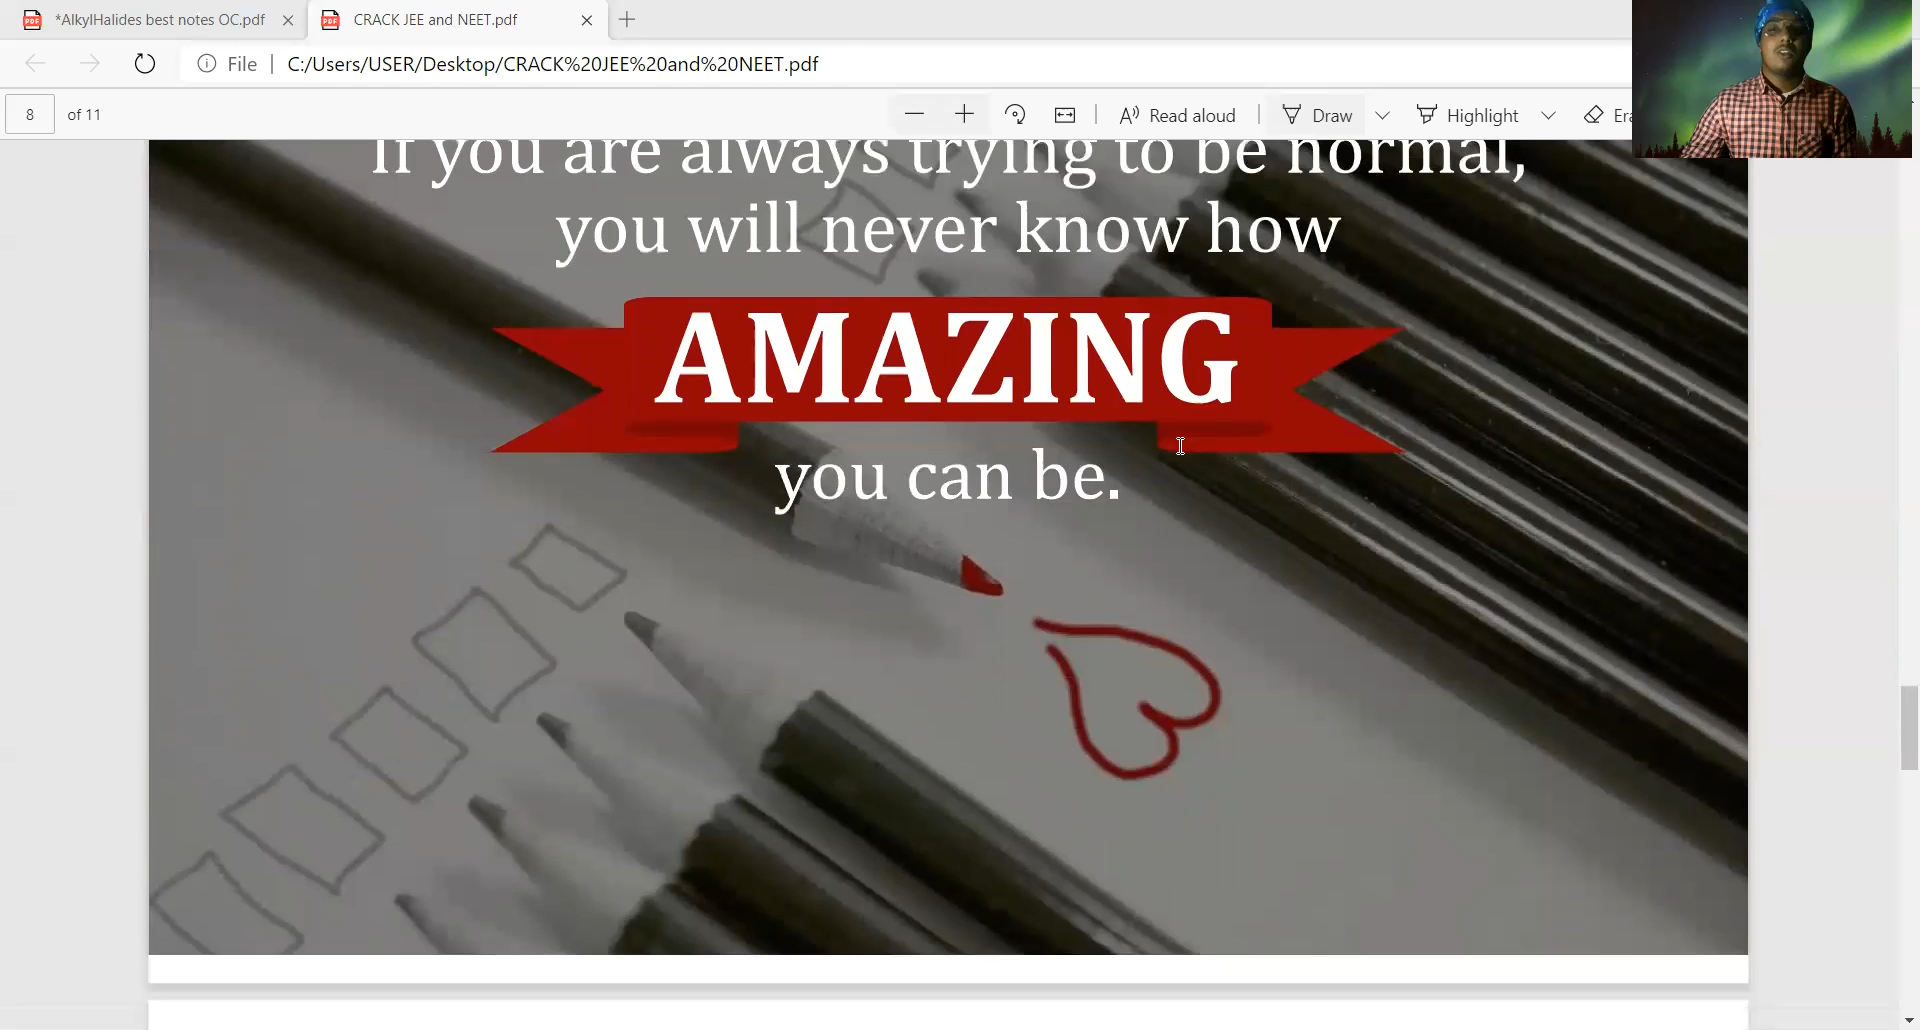 *AlkylHalides best notes OC.pdf
CRACK JEE and NEET.pdf
File
C:/Users/USER/Desktop/CRACK%20JEE%20and%20NEET.pdf
8 of 11
Read aloud
Draw
Highlight
If you are always trying to be normal,
you will never know how
AMAZING
you can be.